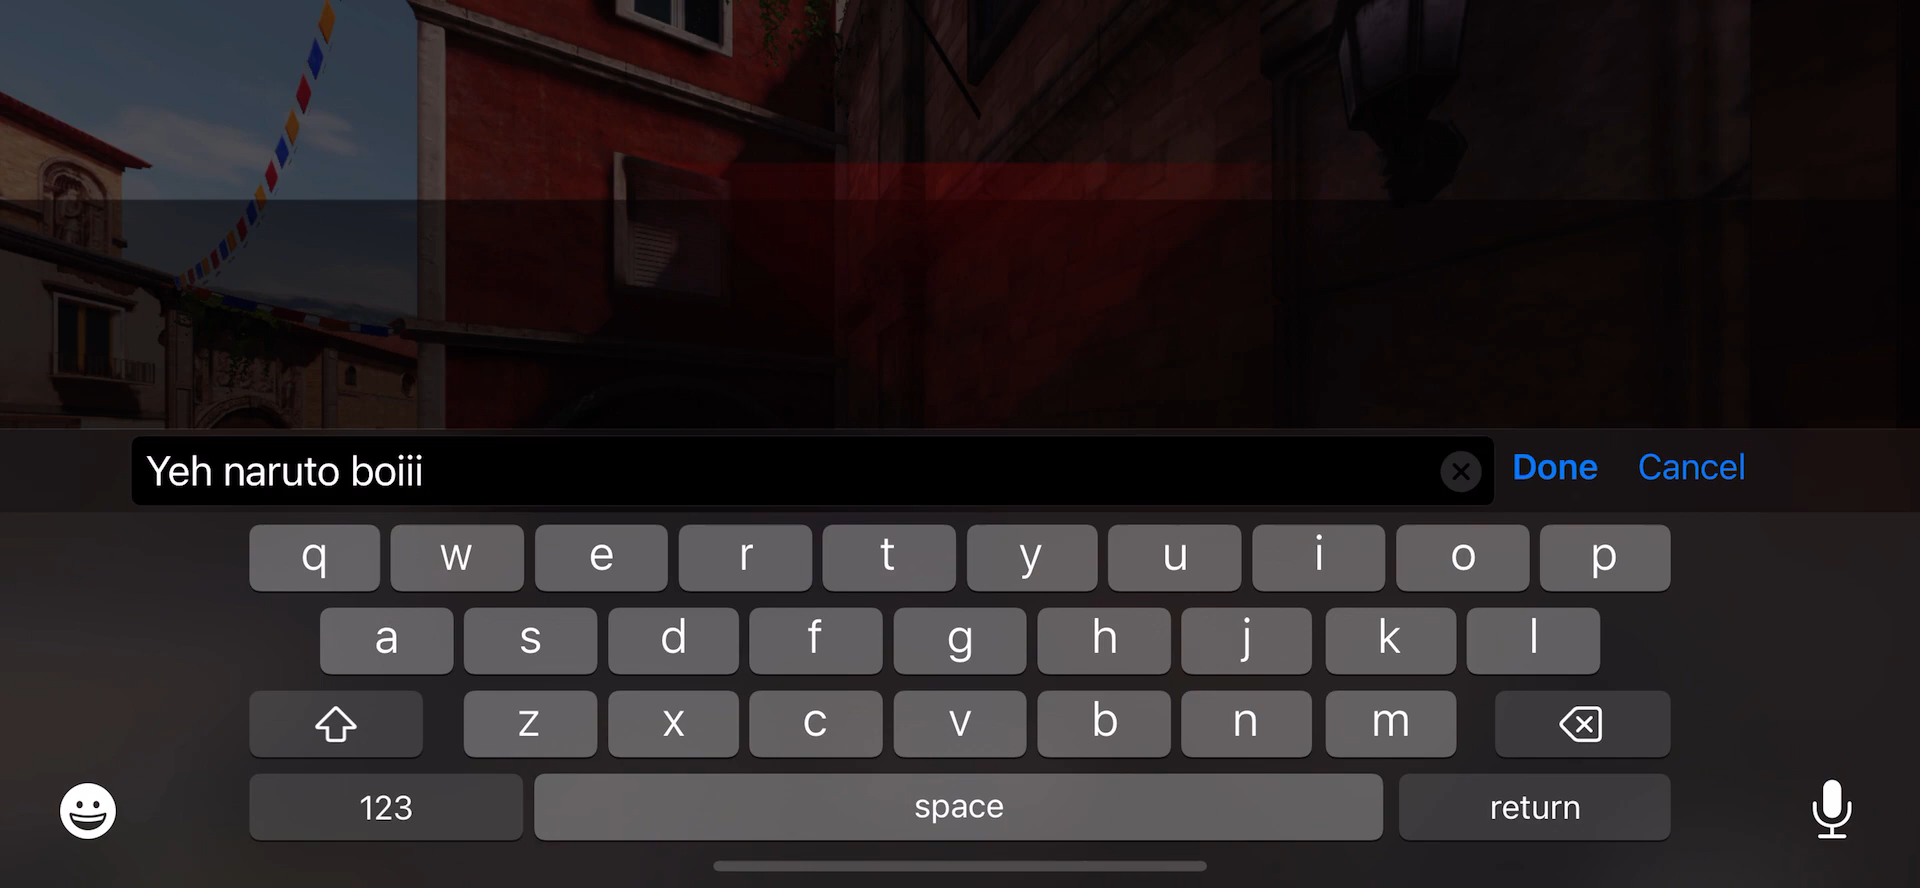 Yeh naruto boiii
Done Cancel
q w e r t y u i o p
a s d f g h j k l
z x c v b n m
123 space return